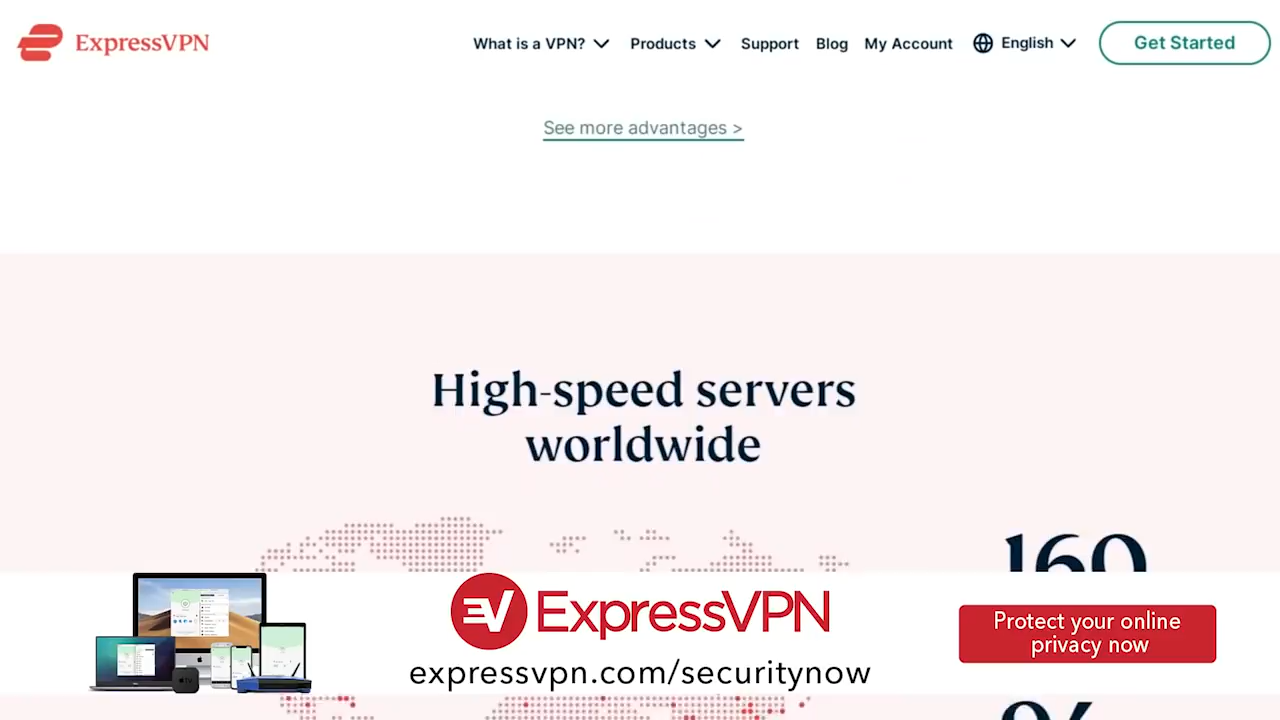 ExpressVPN
What is a VPN?
Products
Support
Blog
My Account
English
Get Started
See more advantages >
High-speed servers
worldwide
160
EV ExpressVPN
expressvpn.com/securitynow
Protect your online
privacy now